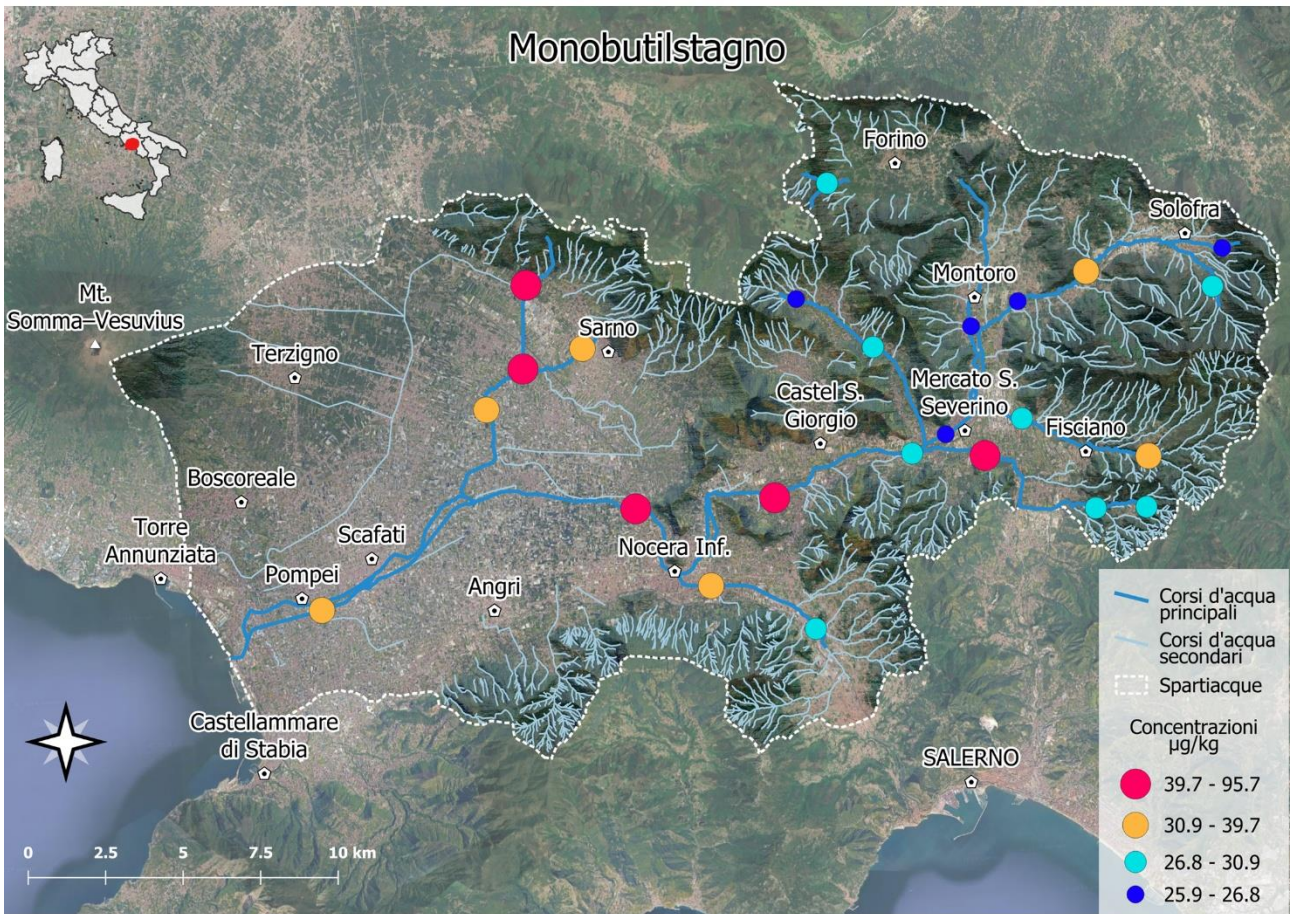 Monobutilstagno
Forino
Solofra
Montoro
Mt.
Somma–Vesuvius
Sarno
Terzigno
Castel S.
Giorgio
Mercato S.
Severino
Fisciano
Boscoreale
Torre
Annunziata
Scafati
Pompei
Nocera Inf.
Angri
Castellammare
di Stabia
SALERNO
Corsi d'acqua
principali
Corsi d'acqua
secondari
Spartiacque
Concentrazioni
µg/kg
39.7 - 95.7
30.9 - 39.7
26.8 - 30.9
25.9 - 26.8
0 2.5 5 7.5 10 km